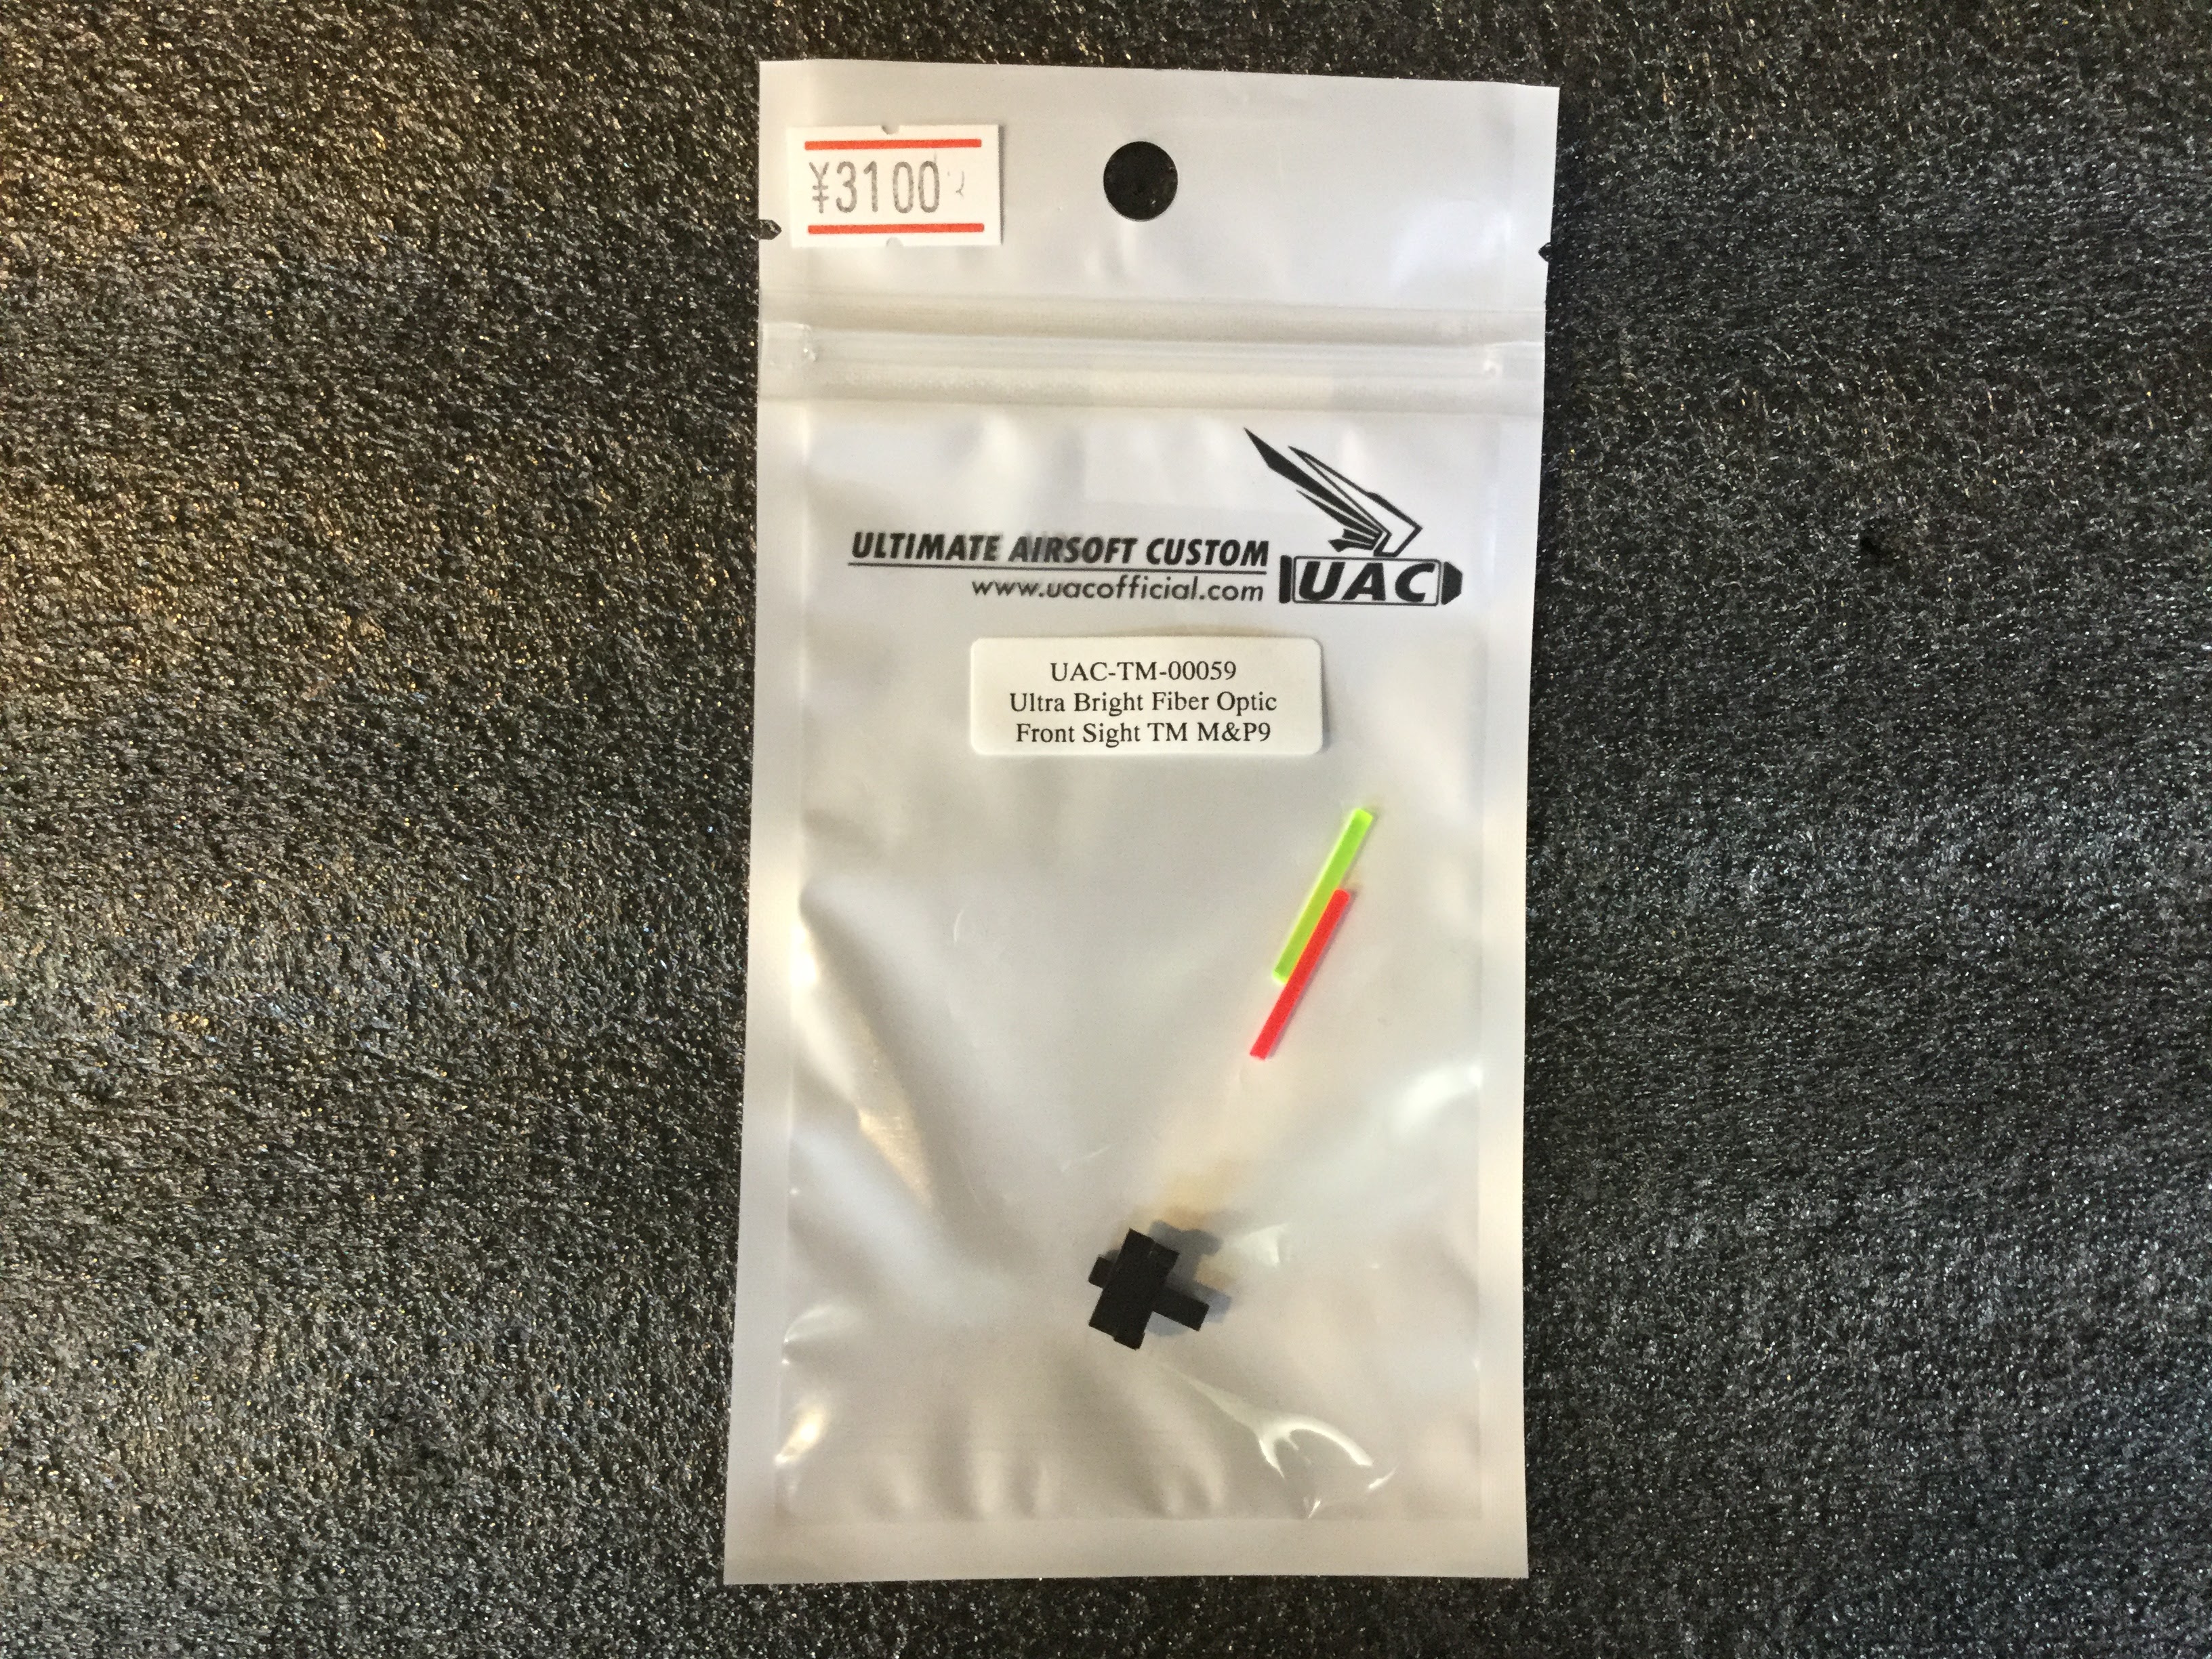 ¥3100
ULTIMATE AIRSOFT CUSTOM
www.uacofficial.com
UAC
UAC-TM-00059
Ultra Bright Fiber Optic
Front Sight TM M&P9